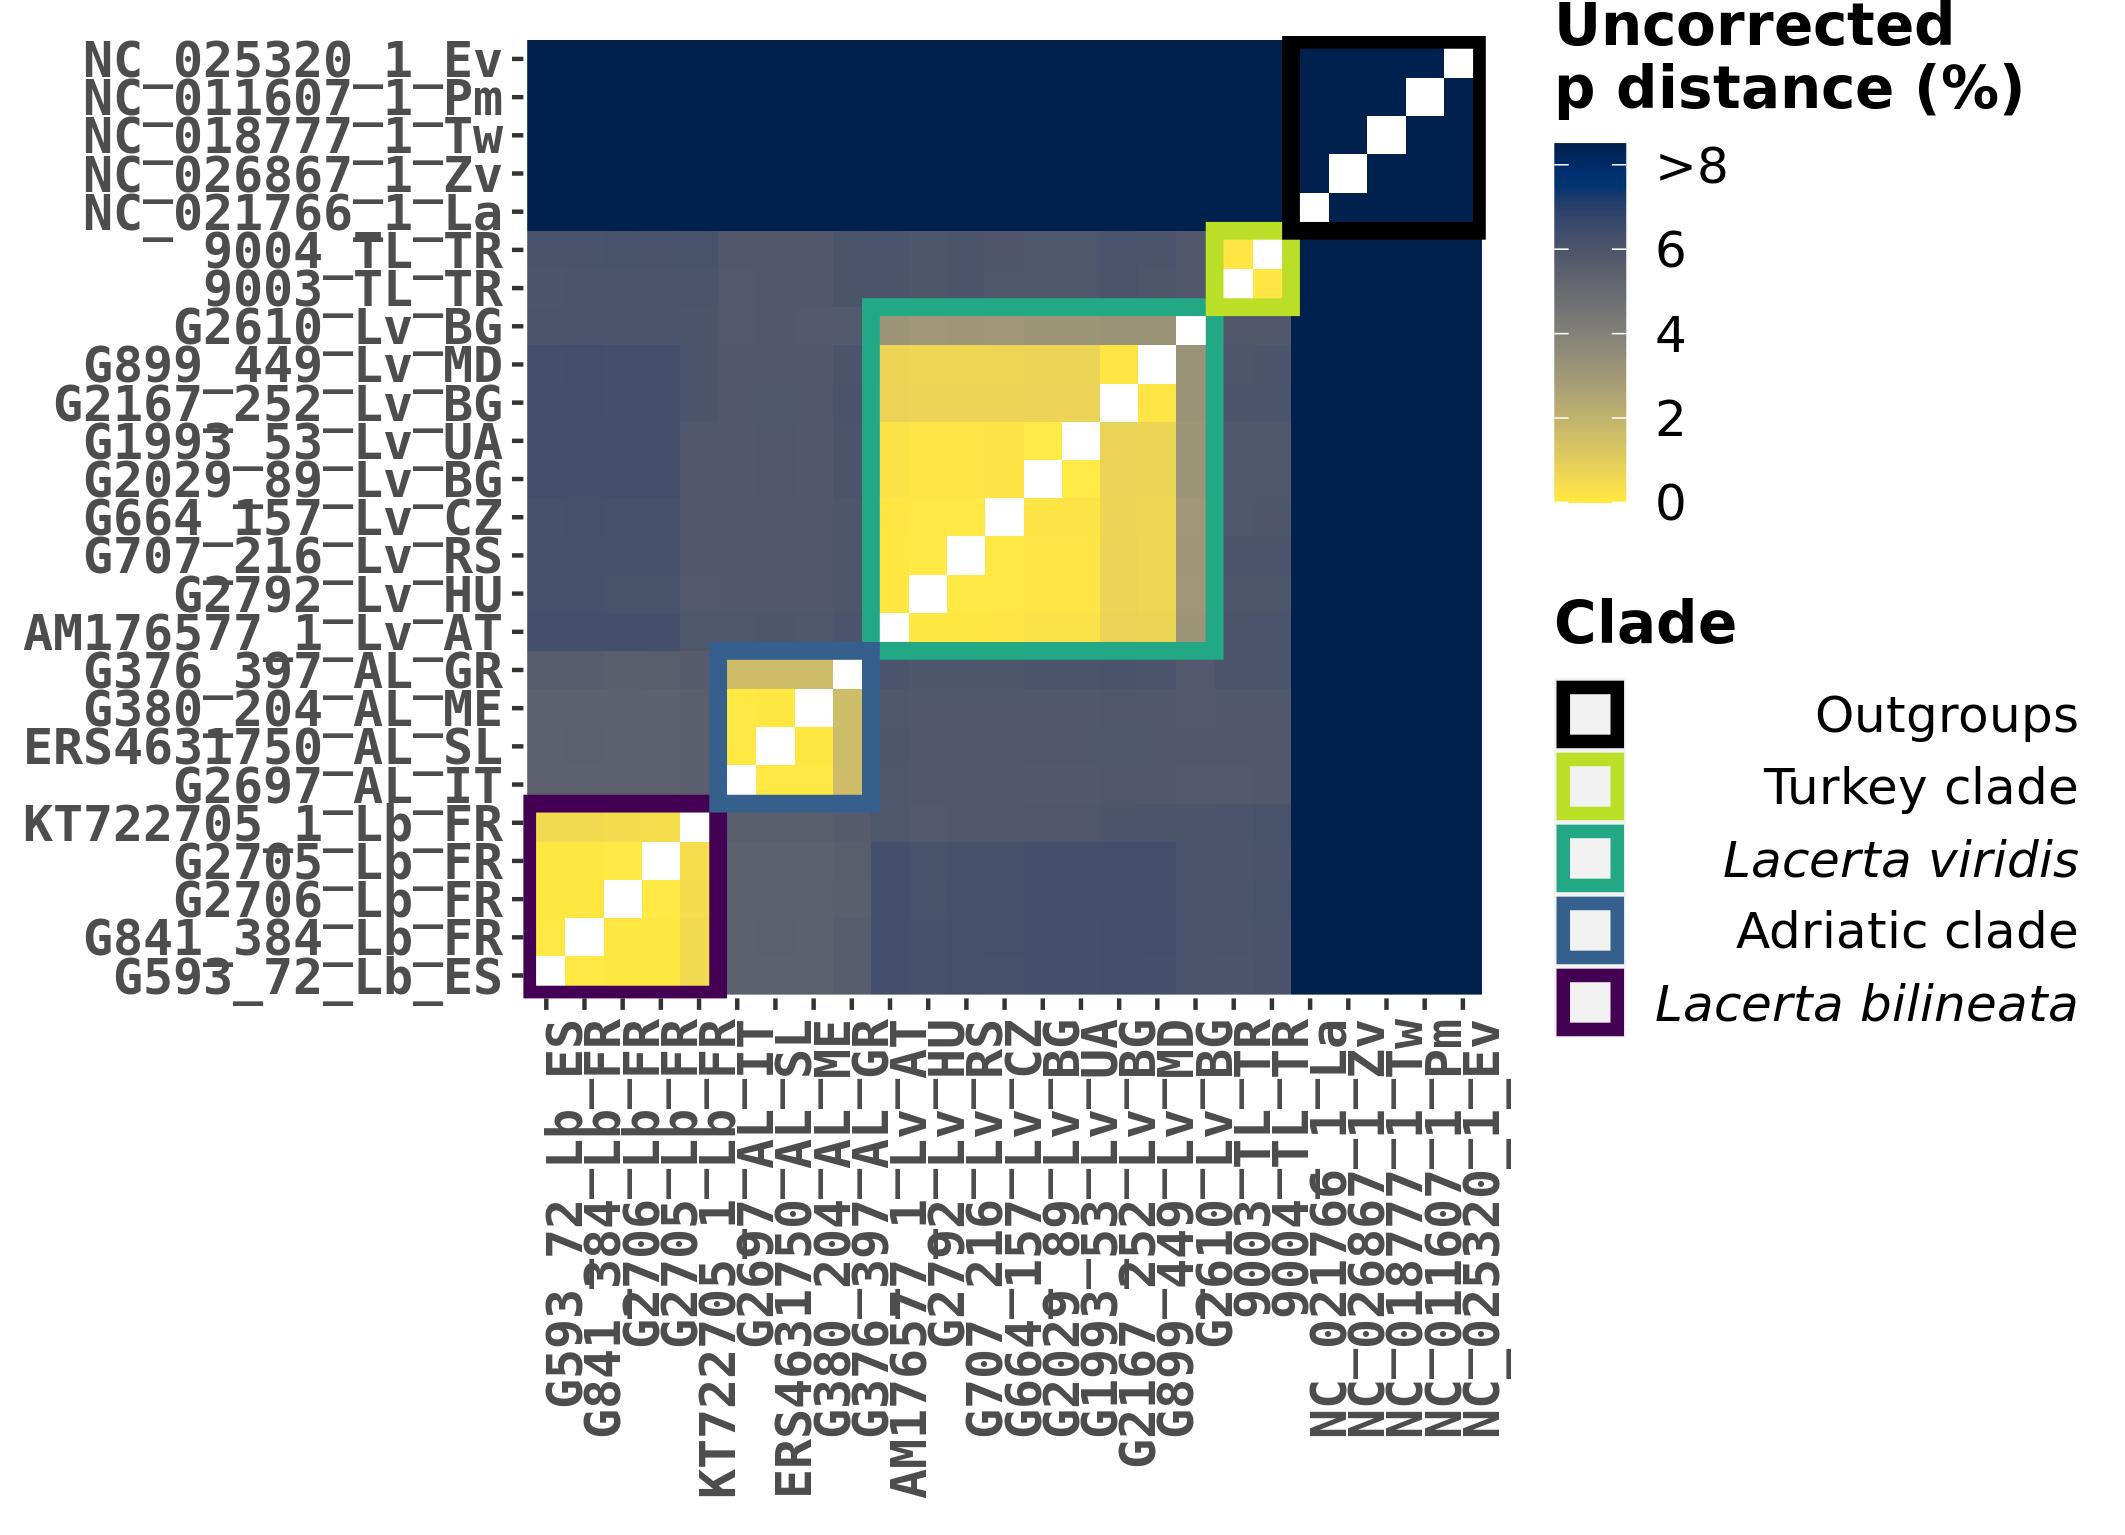 NC_025320_1_Ev
NC_011607_1_Pm
NC_018777_1_Tw
NC_026867_1_Zv
NC_021766_1_La
9004_TL_TR
9003_TL_TR
G2610_Lv_BG
G899_449_Lv_MD
G2167_252_Lv_BG
G1993_53_Lv_UA
G2029_89_Lv_BG
G664_157_Lv_CZ
G707_216_Lv_RS
G2792_Lv_HU
AM176577_1_Lv_AT
G376_397_AL_GR
G380_204_AL_ME
ERS4631750_AL_SL
G2697_AL_IT
KT722705_1_Lb_FR
G2705_Lb_FR
G2706_Lb_FR
G841_384_Lb_FR
G593_72_Lb_ES
G593_72_Lb_ES
G841_384_Lb_FR
G2706_Lb_FR
G2705_Lb_FR
KT722705_1_Lb_FR
G2697_AL_IT
ERS4631750_AL_SL
G380_204_AL_ME
G376_397_AL_GR
AM176577_1_Lv_AT
G2792_Lv_HU
G707_216_Lv_RS
G664_157_Lv_CZ
G2029_89_Lv_BG
G1993_53_Lv_UA
G2167_252_Lv_BG
G899_449_Lv_MD
G2610_Lv_BG
9003_TL_TR
9004_TL_TR
NC_021766_1_La
NC_026867_1_Zv
NC_018777_1_Tw
NC_011607_1_Pm
NC_025320_1_Ev
Uncorrected
p distance (%)
>8
6
4
2
0
Clade
Outgroups
Turkey clade
Lacerta viridis
Adriatic clade
Lacerta bilineata